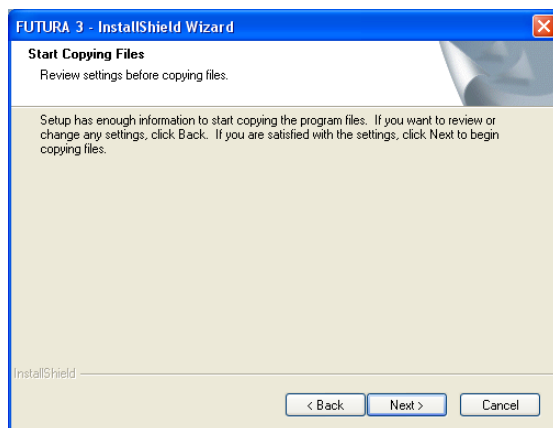 FUTURA 3 - InstallShield Wizard
Start Copying Files
Review settings before copying files.
Setup has enough information to start copying the program files. If you want to review or
change any settings, click Back. If you are satisfied with the settings, click Next to begin
copying files.
InstallShield
< Back Next > Cancel